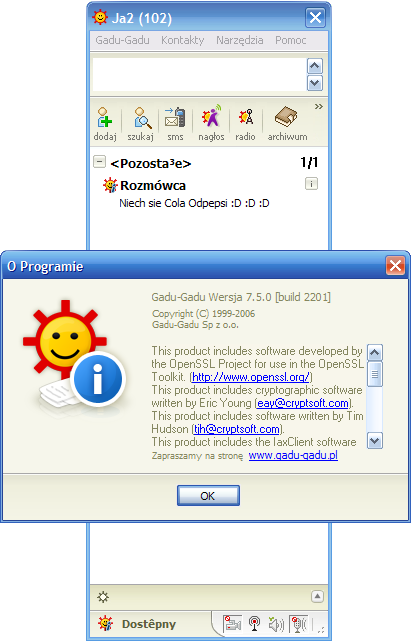 Ja2 (102)
Gadu-Gadu Kontakty Narzędzia Pomoc
dodaj szukaj sms nagłos radio archiwum
<Pozosta³e> 1/1
Rozmówca
Niech sie Cola Odpepsi :D :D :D
O Programie
Gadu-Gadu Wersja 7.5.0 [build 2201]
Copyright (C) 1999-2006
Gadu-Gadu Sp z o.o.
This product includes software developed by
the OpenSSL Project for use in the OpenSSL
Toolkit. (http://www.openssl.org/)
This product includes cryptographic software
written by Eric Young (eay@cryptsoft.com).
This product includes software written by Tim
Hudson (tjh@cryptsoft.com).
This product includes the IaxClient software
Zapraszamy na stronę www.gadu-gadu.pl
OK
Dostępny